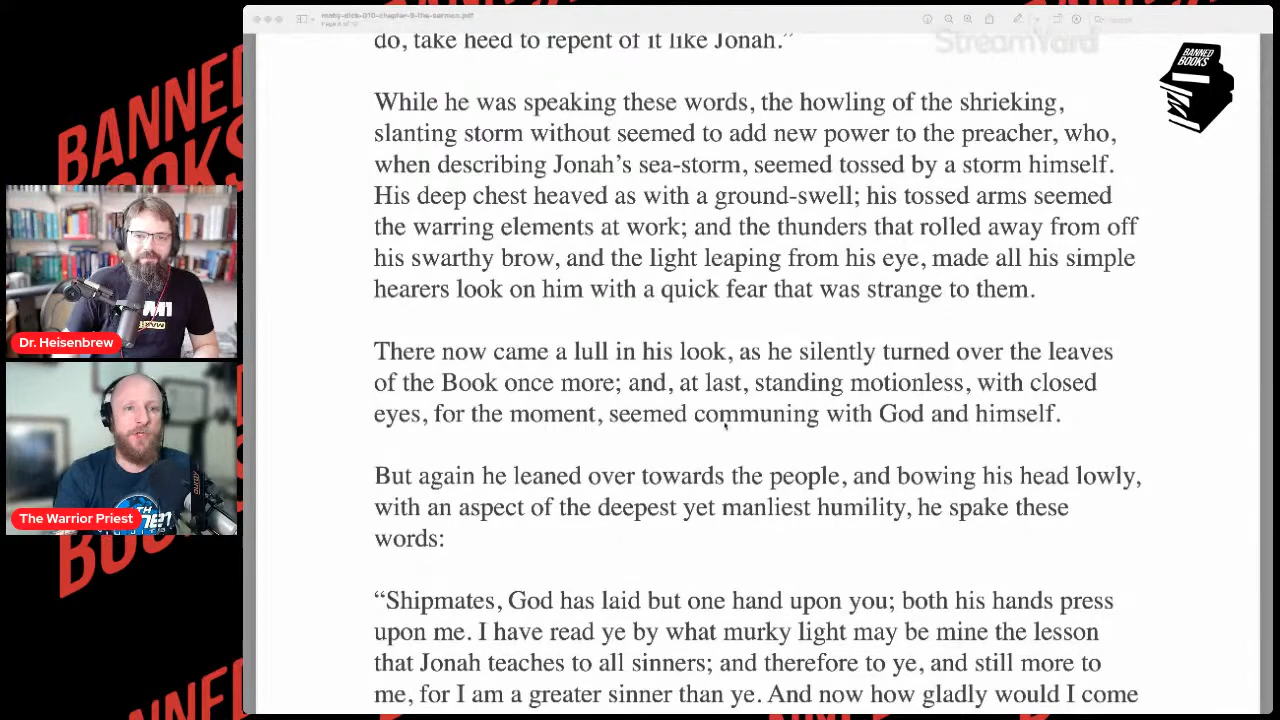 moby-dick-010-chapter-9-the-sermon.pdf
StreamYard
BANNED
BOOKS
do, take heed to repent of it like Jonah.”
While he was speaking these words, the howling of the shrieking,
slanting storm without seemed to add new power to the preacher, who,
when describing Jonah’s sea-storm, seemed tossed by a storm himself.
His deep chest heaved as with a ground-swell; his tossed arms seemed
the warring elements at work; and the thunders that rolled away from off
his swarthy brow, and the light leaping from his eye, made all his simple
hearers look on him with a quick fear that was strange to them.
There now came a lull in his look, as he silently turned over the leaves
of the Book once more; and, at last, standing motionless, with closed
eyes, for the moment, seemed communing with God and himself.
But again he leaned over towards the people, and bowing his head lowly,
with an aspect of the deepest yet manliest humility, he spake these
words:
“Shipmates, God has laid but one hand upon you; both his hands press
upon me. I have read ye by what murky light may be mine the lesson
that Jonah teaches to all sinners; and therefore to ye, and still more to
me, for I am a greater sinner than ye. And now how gladly would I come
BANNED
Dr. Heisenbrew
The Warrior Priest